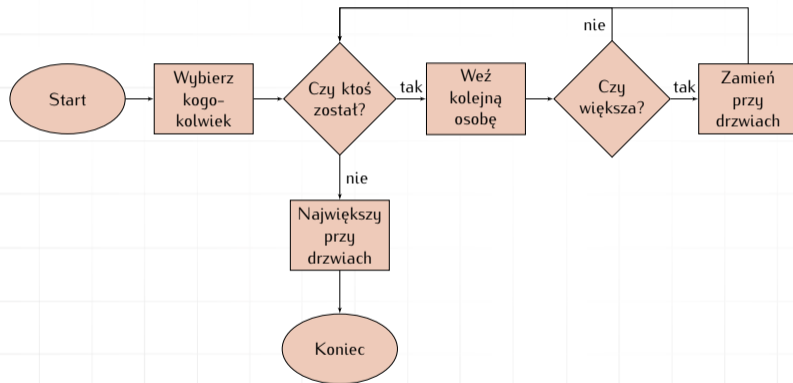 Start
Wybierz
kogo-
kolwiek
Czy ktoś
został?
tak
Weź
kolejną
osobę
Czy
większa?
nie
tak
Zamień
przy
drzwiach
nie
Największy
przy
drzwiach
Koniec